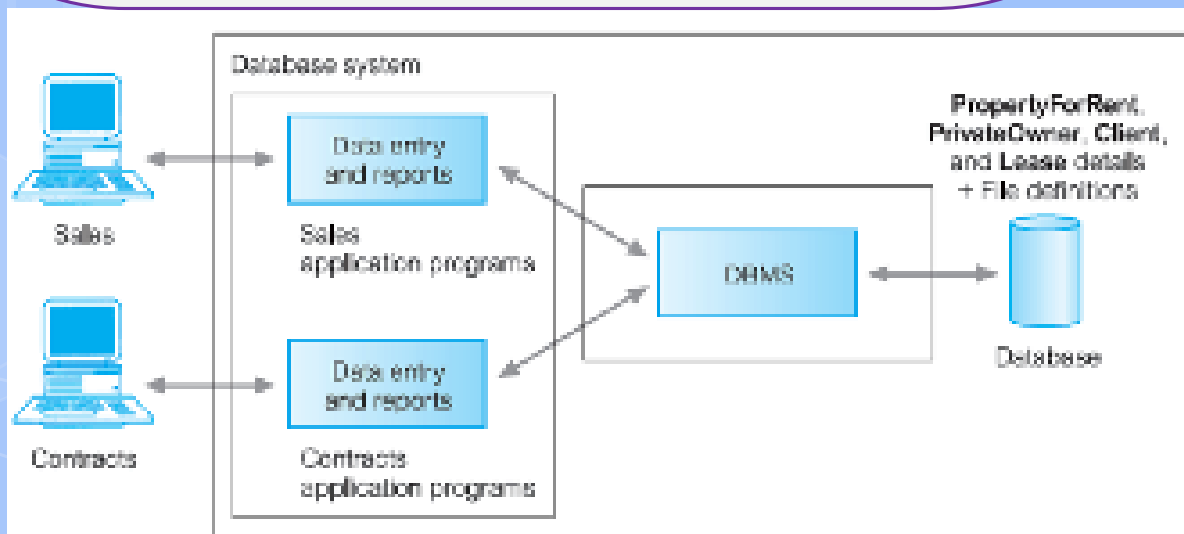 Database system
PropertyForRent,
PrivateOwner, Client,
and Lease details
+ File definitions
Data entry
and reports
Sales
Sales
application programs
DBMS
Database
Data entry
and reports
Contracts
Contracts
application programs